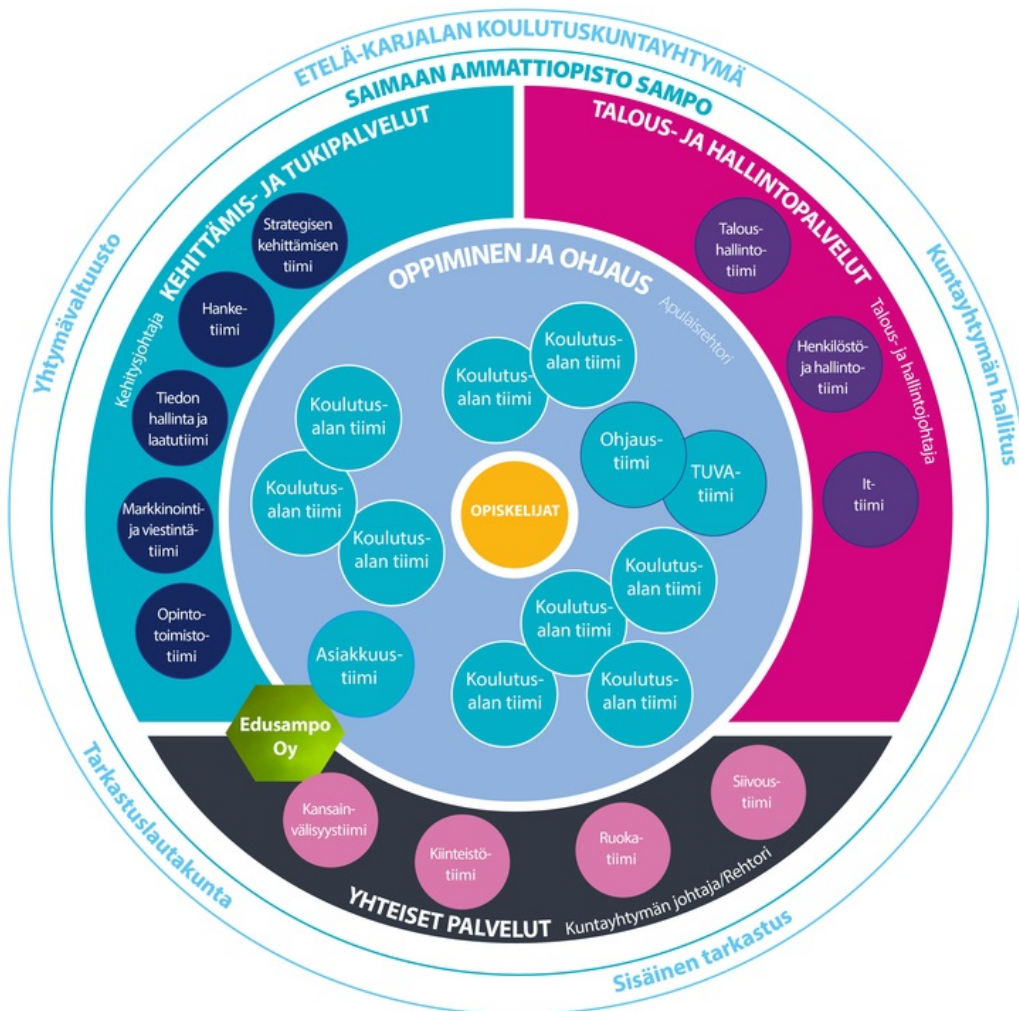 ETELÄ-KARJALAN KOULUTUSKUNTAYHTYMÄ
SAIMAAN AMMATTIOPISTO SAMPO
Yhtymävaltuusto
Kuntayhtymän hallitus
Tarkastuslautakunta
Sisäinen tarkastus
KEHITTÄMIS- JA TUKIPALVELUT
Kehitysjohtaja
Strategisen
kehittämisen
tiimi
Hanke-
tiimi
Tiedon
hallinta ja
laatutiimi
Markkinointi-
ja viestintä-
tiimi
Opinto-
toimisto-
tiimi
TALOUS- JA HALLINTOPALVELUT
Talous- ja hallintojohtaja
Talous-
hallinto-
tiimi
Henkilöstö-
ja hallinto-
tiimi
It-
tiimi
OPPIMINEN JA OHJAUS
Apulaisrehtori
Koulutus-
alan tiimi
Koulutus-
alan tiimi
Koulutus-
alan tiimi
Koulutus-
alan tiimi
Koulutus-
alan tiimi
Ohjaus-
tiimi
TUVA-
tiimi
OPISKELIJAT
Koulutus-
alan tiimi
Koulutus-
alan tiimi
Koulutus-
alan tiimi
Koulutus-
alan tiimi
Asiakkuus-
tiimi
Edusampo
Oy
Kansain-
välisyystiimi
Kiinteistö-
tiimi
Ruoka-
tiimi
Siivous-
tiimi
YHTEISET PALVELUT
Kuntayhtymän johtaja/Rehtori